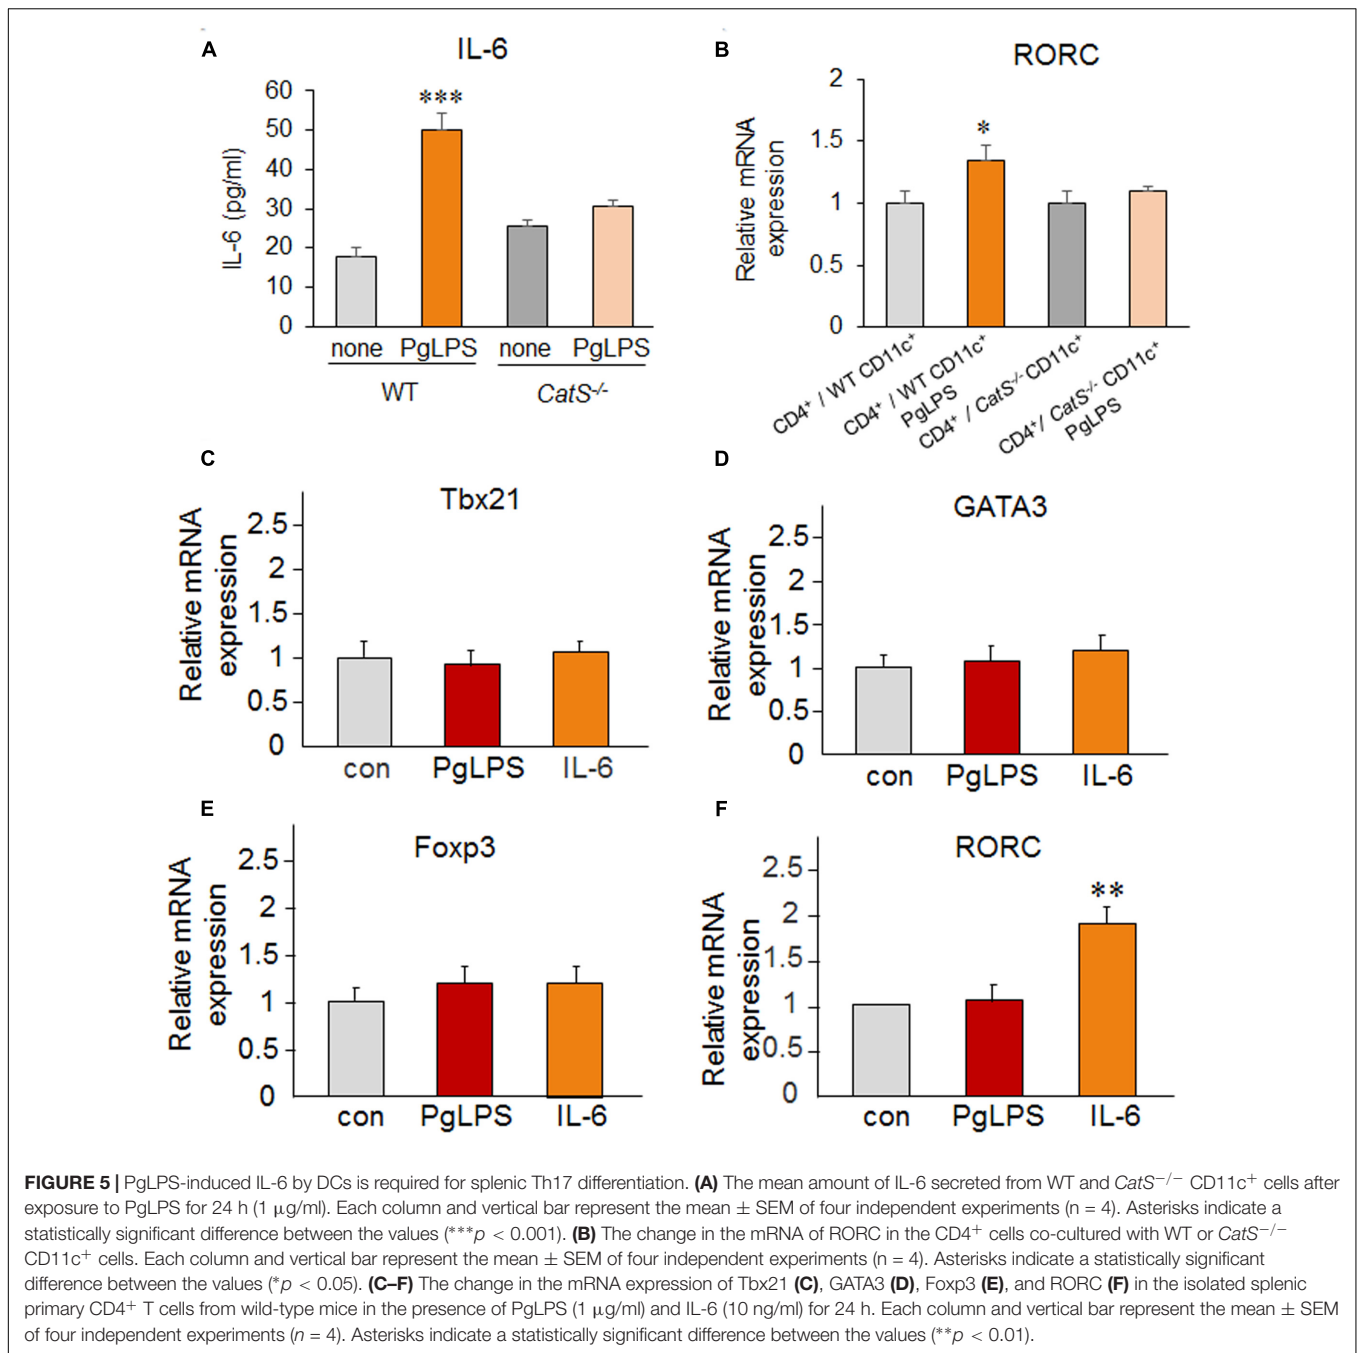 A
IL-6
60
50
40
30
20
10
0
IL-6 (pg/ml)
***
none PgLPS none PgLPS
WT CatS-/-
B
RORC
2
1.5
1
0.5
0
Relative mRNA
expression
*
CD4+ / WT CD11c+
CD4+ / WT CD11c+
PgLPS
CD4+ / CatS-/- CD11c+
CD4+/ CatS-/- CD11c+
PgLPS
C
Tbx21
2.5
2
1.5
1
0.5
0
Relative mRNA
expression
con PgLPS IL-6
D
GATA3
2.5
2
1.5
1
0.5
0
Relative mRNA
expression
con PgLPS IL-6
E
Foxp3
2.5
2
1.5
1
0.5
0
Relative mRNA
expression
con PgLPS IL-6
F
RORC
2.5
2
1.5
1
0.5
0
Relative mRNA
expression
**
con PgLPS IL-6
FIGURE 5 | PgLPS-induced IL-6 by DCs is required for splenic Th17 differentiation. (A) The mean amount of IL-6 secreted from WT and CatS−/− CD11c+ cells after
exposure to PgLPS for 24 h (1 μg/ml). Each column and vertical bar represent the mean ± SEM of four independent experiments (n = 4). Asterisks indicate a
statistically significant difference between the values (***p < 0.001). (B) The change in the mRNA of RORC in the CD4+ cells co-cultured with WT or CatS−/−
CD11c+ cells. Each column and vertical bar represent the mean ± SEM of four independent experiments (n = 4). Asterisks indicate a statistically significant
difference between the values (*p < 0.05). (C–F) The change in the mRNA expression of Tbx21 (C), GATA3 (D), Foxp3 (E), and RORC (F) in the isolated splenic
primary CD4+ T cells from wild-type mice in the presence of PgLPS (1 μg/ml) and IL-6 (10 ng/ml) for 24 h. Each column and vertical bar represent the mean ± SEM
of four independent experiments (n = 4). Asterisks indicate a statistically significant difference between the values (**p < 0.01).